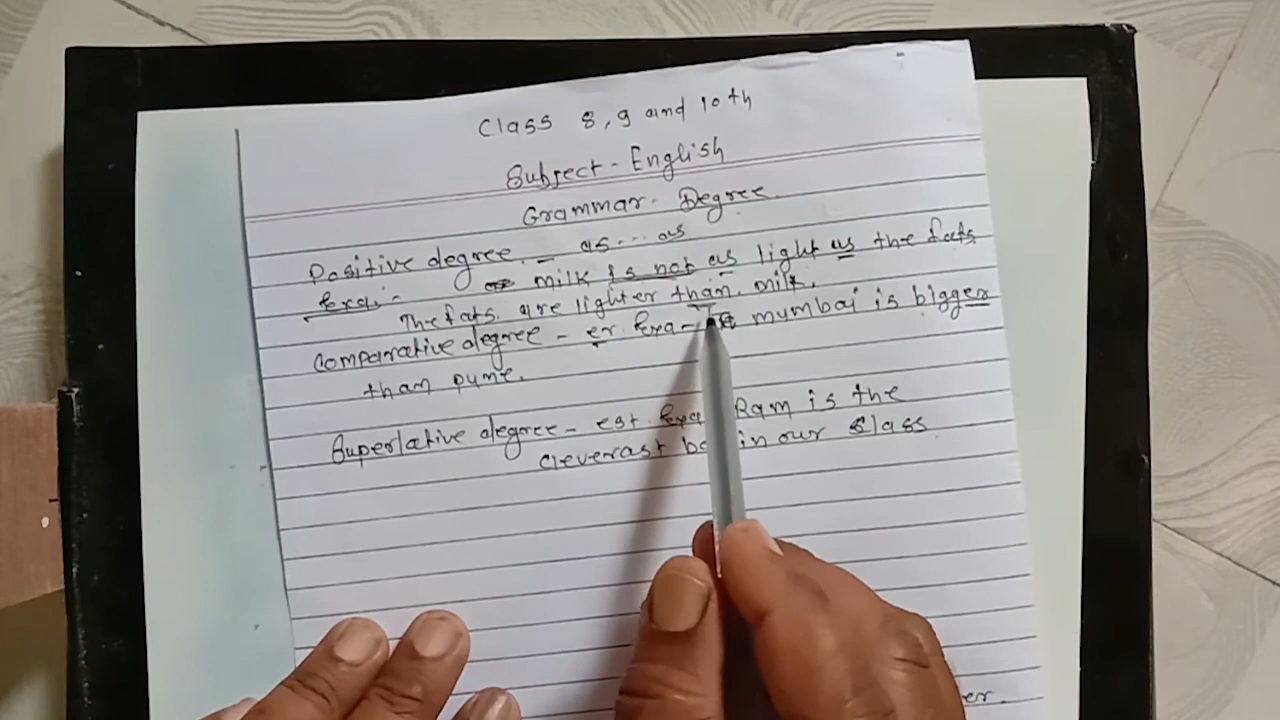 Class 8, 9 and 10th
Subject - English
Grammar. Degree.
Positive degree. - as... as
Exa:- milk is not as light as the fats
The fats. are lighter than. milk.
Comparative degree - er. Exa - mumbai is bigger
than pune.
Superlative degree - est. Exa Ram is the
cleverast in our class
er.